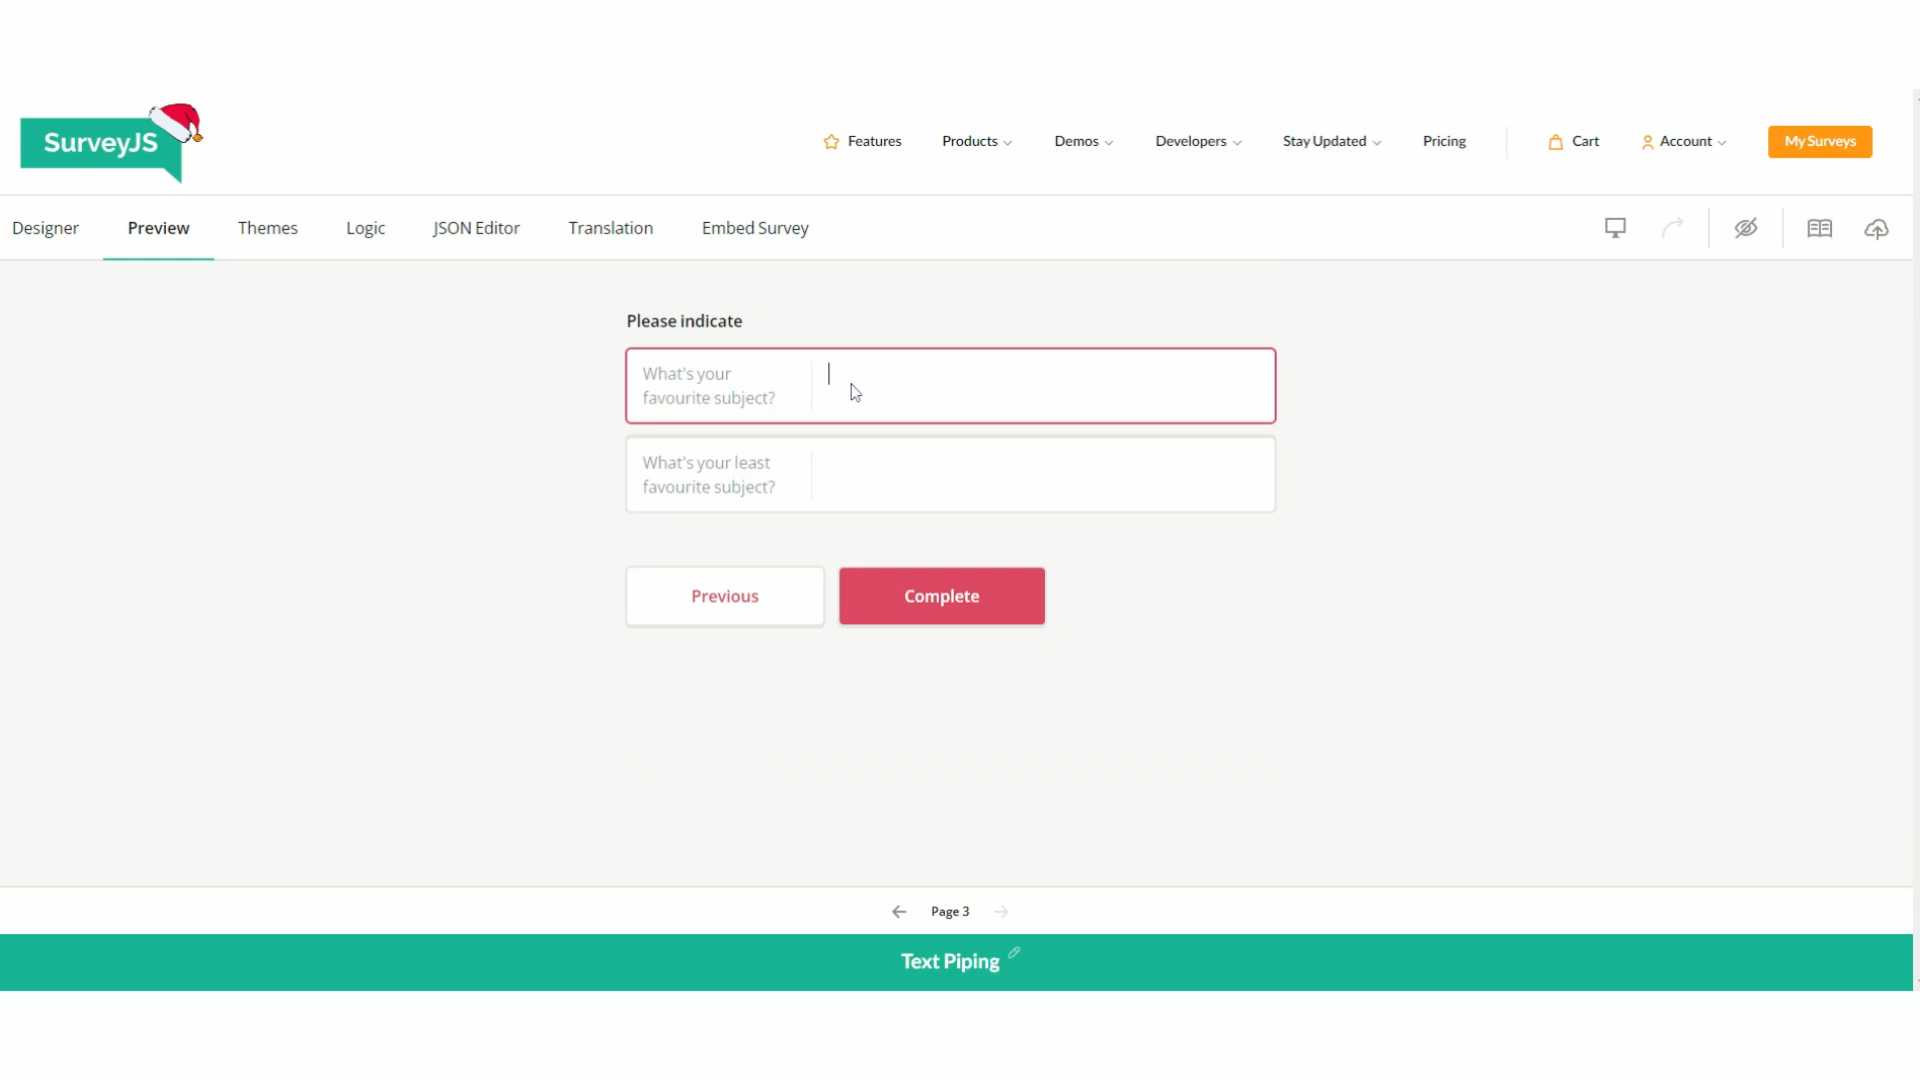 SurveyJS
Features
Products
Demos
Developers
Stay Updated
Pricing
Cart
Account
My Surveys
Designer
Preview
Themes
Logic
JSON Editor
Translation
Embed Survey
Please indicate
What's your
favourite subject?
What's your least
favourite subject?
Previous
Complete
Page 3
Text Piping